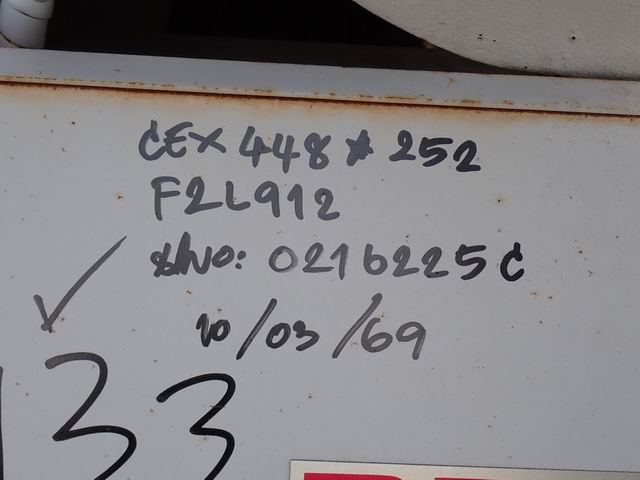 CEX 448 * 252
F2L912
S/NO: 0216225C
10/03/69
33